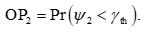 OP₂ = Pr(ψ₂ < γ_th).